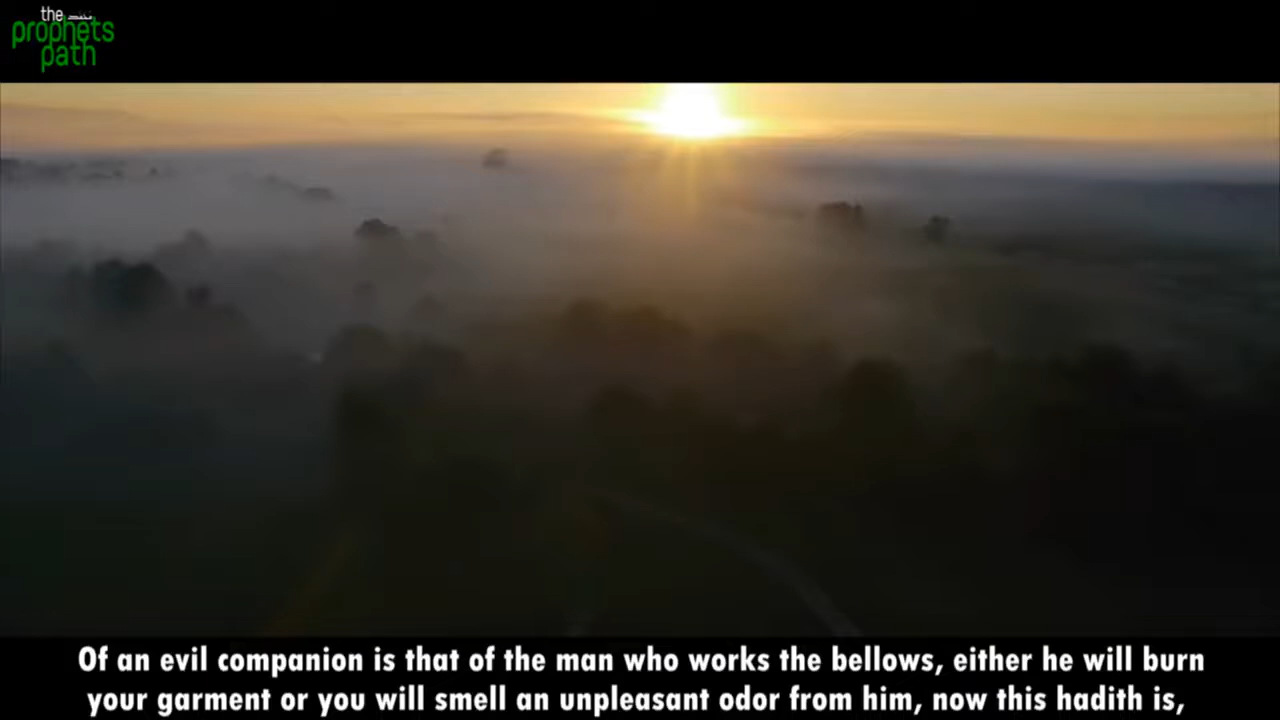 the
prophets
path
Of an evil companion is that of the man who works the bellows, either he will burn
your garment or you will smell an unpleasant odor from him, now this hadith is,